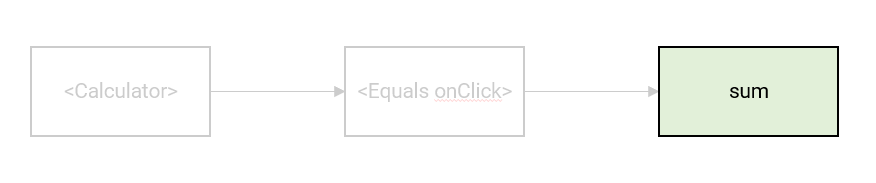 <Calculator>
<Equals onClick>
sum